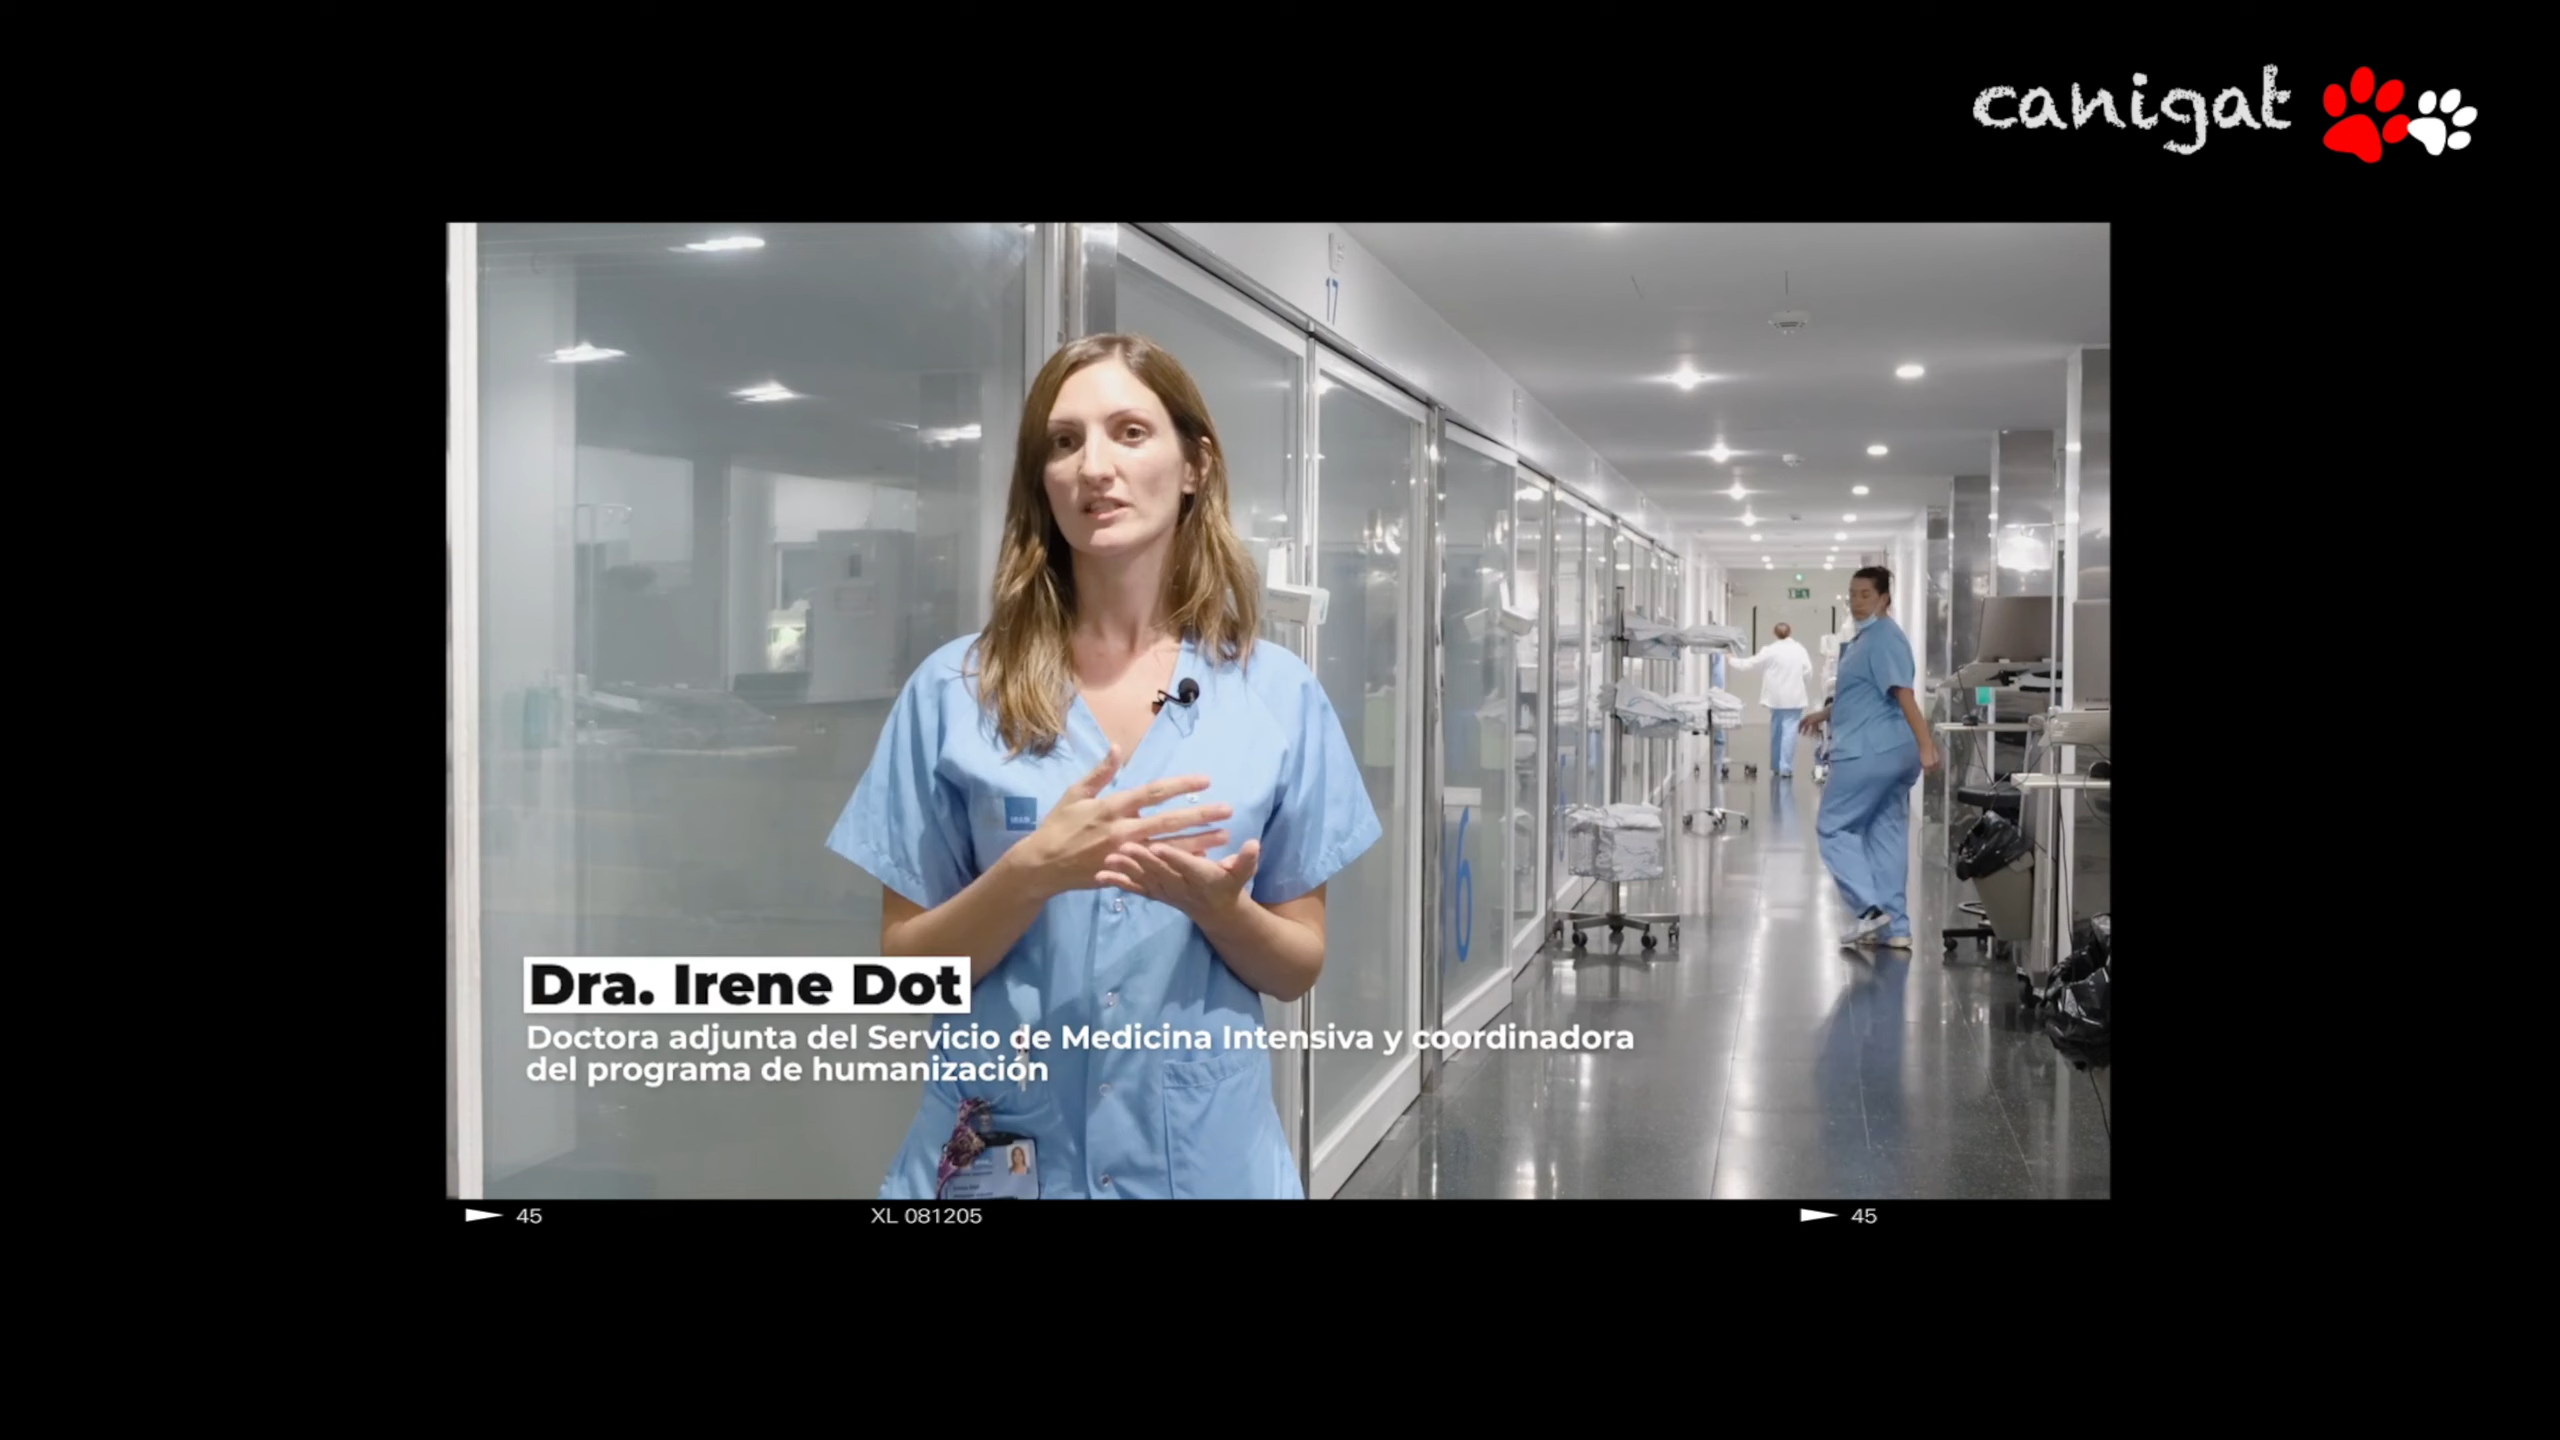 canigat
17
6
Dra. Irene Dot
Doctora adjunta del Servicio de Medicina Intensiva y coordinadora
del programa de humanización
45
XL 081205
45